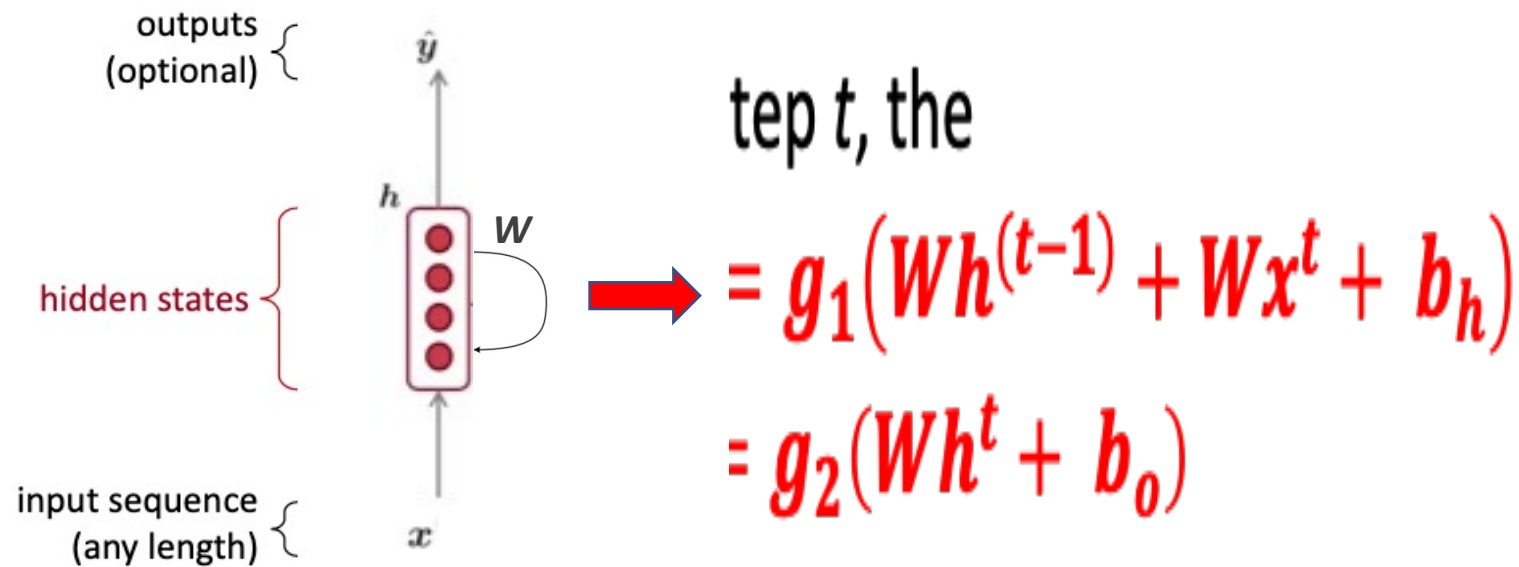 outputs
(optional)
ŷ
h
W
hidden states
input sequence
(any length)
x
tep t, the
= g₁(Wh⁽ᵗ⁻¹⁾ + Wxᵗ + bₕ)
= g₂(Whᵗ + bₒ)